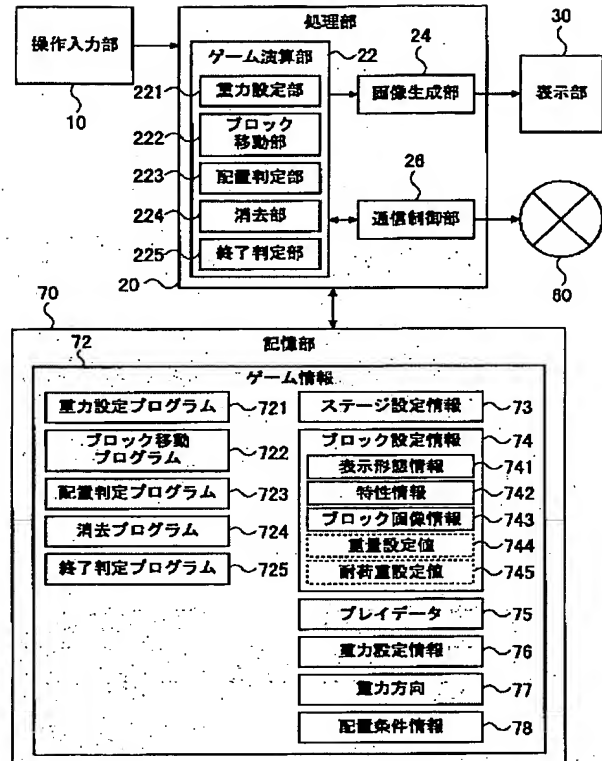 処理部
操作入力部
10
ゲーム演算部
22
24
30
221
重力設定部
画像生成部
表示部
222
ブロック
移動部
223
配置判定部
26
224
消去部
通信制御部
225
終了判定部
20
60
70
72
記憶部
ゲーム情報
重力設定プログラム
721
ステージ設定情報
73
ブロック移動
プログラム
722
ブロック設定情報
74
表示形態情報
741
配置判定プログラム
723
特性情報
742
消去プログラム
724
ブロック画像情報
743
重量設定値
744
終了判定プログラム
725
耐荷重設定値
745
プレイデータ
75
重力設定情報
76
重力方向
77
配置条件情報
78